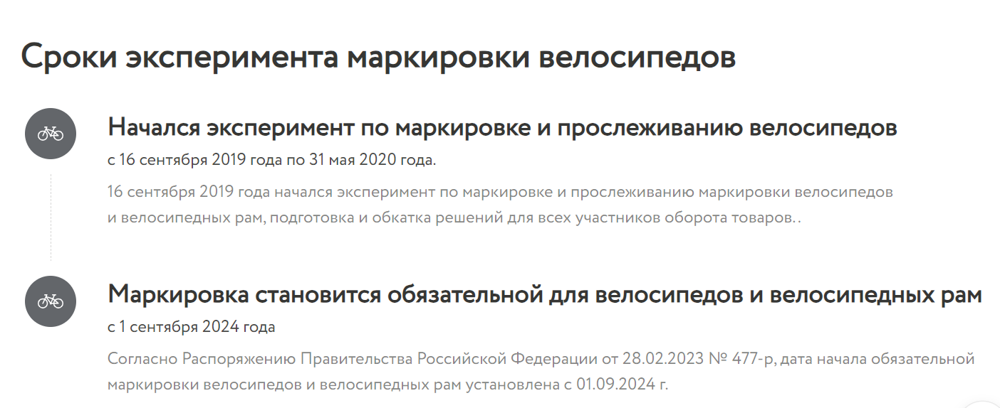 Сроки эксперимента маркировки велосипедов
Начался эксперимент по маркировке и прослеживанию велосипедов
с 16 сентября 2019 года по 31 мая 2020 года.
16 сентября 2019 года начался эксперимент по маркировке и прослеживанию маркировки велосипедов
и велосипедных рам, подготовка и обкатка решений для всех участников оборота товаров..
Маркировка становится обязательной для велосипедов и велосипедных рам
с 1 сентября 2024 года
Согласно Распоряжению Правительства Российской Федерации от 28.02.2023 № 477-р, дата начала обязательной
маркировки велосипедов и велосипедных рам установлена с 01.09.2024 г.